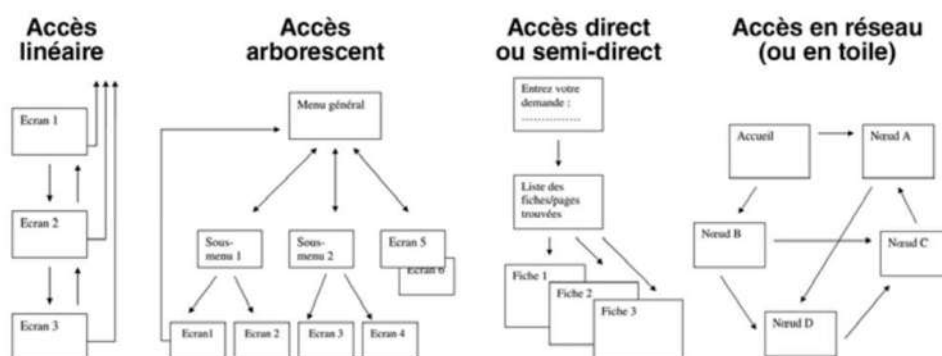 Accès
linéaire
Ecran 1
Ecran 2
Ecran 3
Accès
arborescent
Menu général
Sous-
menu 1
Sous-
menu 2
Ecran 5
Ecran 6
Ecran1
Ecran 2
Ecran 3
Ecran 4
Accès direct
ou semi-direct
Entrez votre
demande :
...............
Liste des
fiches/pages
trouvées
Fiche 1
Fiche 2
Fiche 3
Accès en réseau
(ou en toile)
Accueil
Nœud A
Nœud B
Nœud C
Nœud D